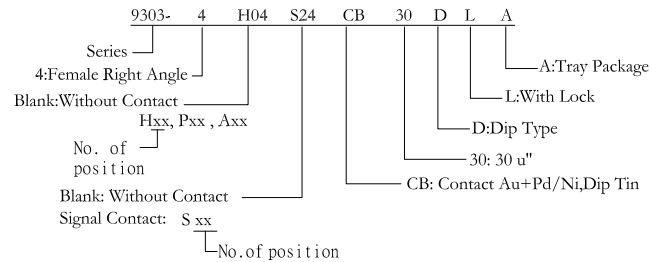 9303- 4 H04 S24 CB 30 D L A
Series
4:Female Right Angle
A:Tray Package
Blank:Without Contact
L:With Lock
Hxx, Pxx , Axx
D:Dip Type
No. of
position
30: 30 u"
CB: Contact Au+Pd/Ni,Dip Tin
Blank: Without Contact
Signal Contact: S xx
No.of position